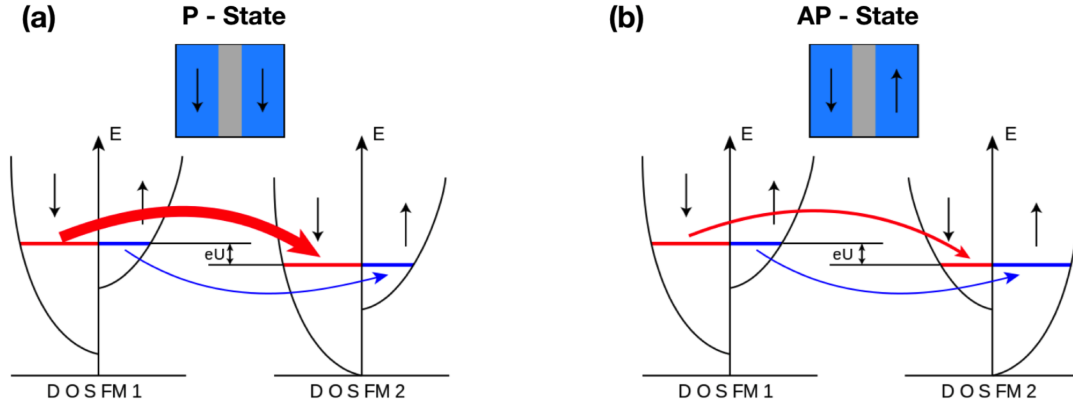 (a)
P - State
E
eU
D O S FM 1
D O S FM 2
(b)
AP - State
E
E
eU
D O S FM 1
D O S FM 2
E